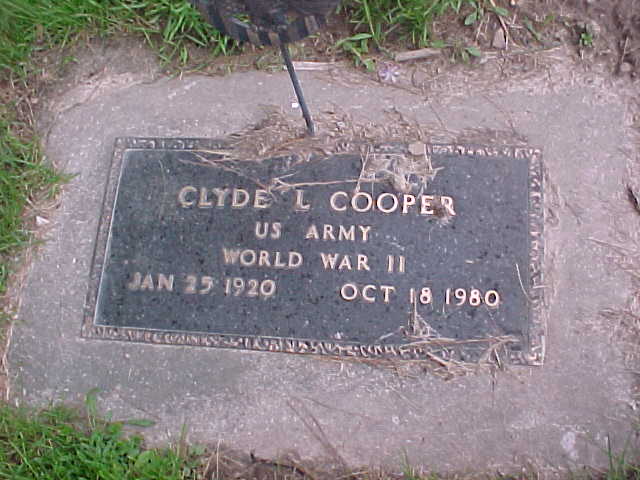 CLYDE L COOPER
US ARMY
WORLD WAR II
JAN 25 1920 OCT 18 1980